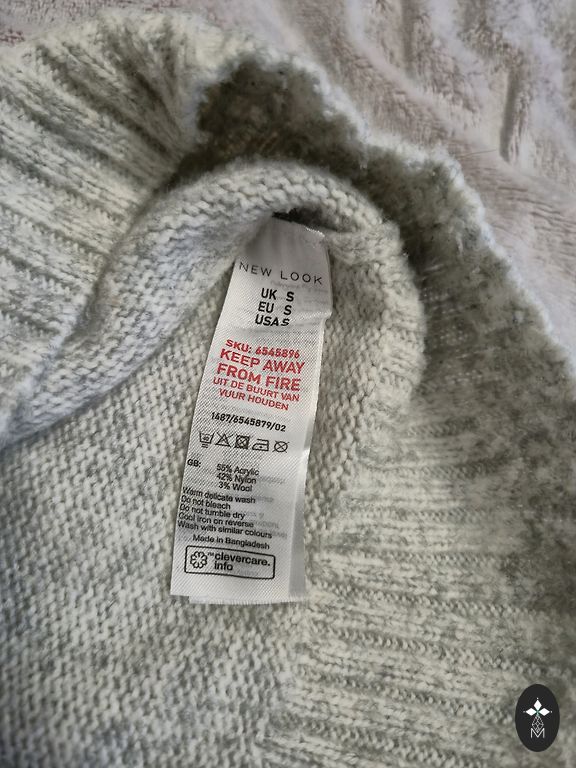 NEW LOOK
UK S
EU S
USA S
SKU: 6545896
KEEP AWAY
FROM FIRE
UIT DE BUURT VAN
VUUR HOUDEN
1487/6545879/02
GB: 55% Acrylic
42% Nylon
3% Wool
Warm delicate wash
Do not bleach
Do not tumble dry
Cool iron on reverse
Wash with similar colours
Made in Bangladesh
™clevercare.
info
M